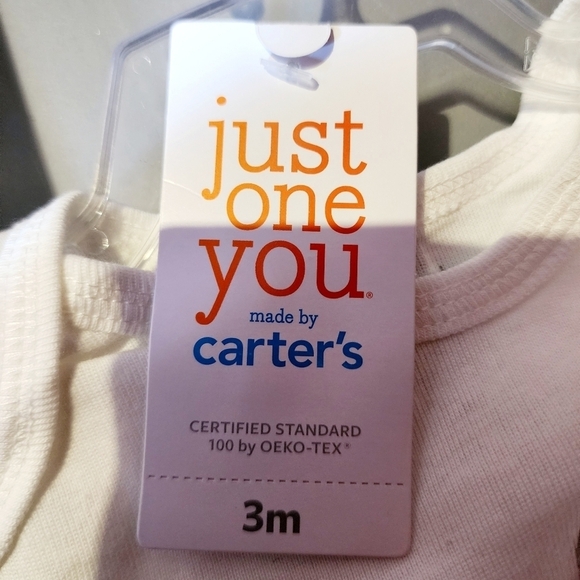 just
one
you®
made by
carter's
CERTIFIED STANDARD
100 by OEKO-TEX®
3m